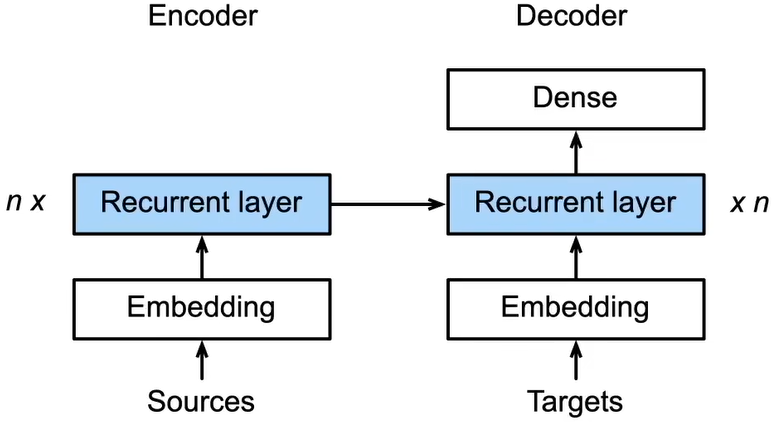 Encoder
Decoder
Dense
n x
Recurrent layer
Recurrent layer
x n
Embedding
Embedding
Sources
Targets